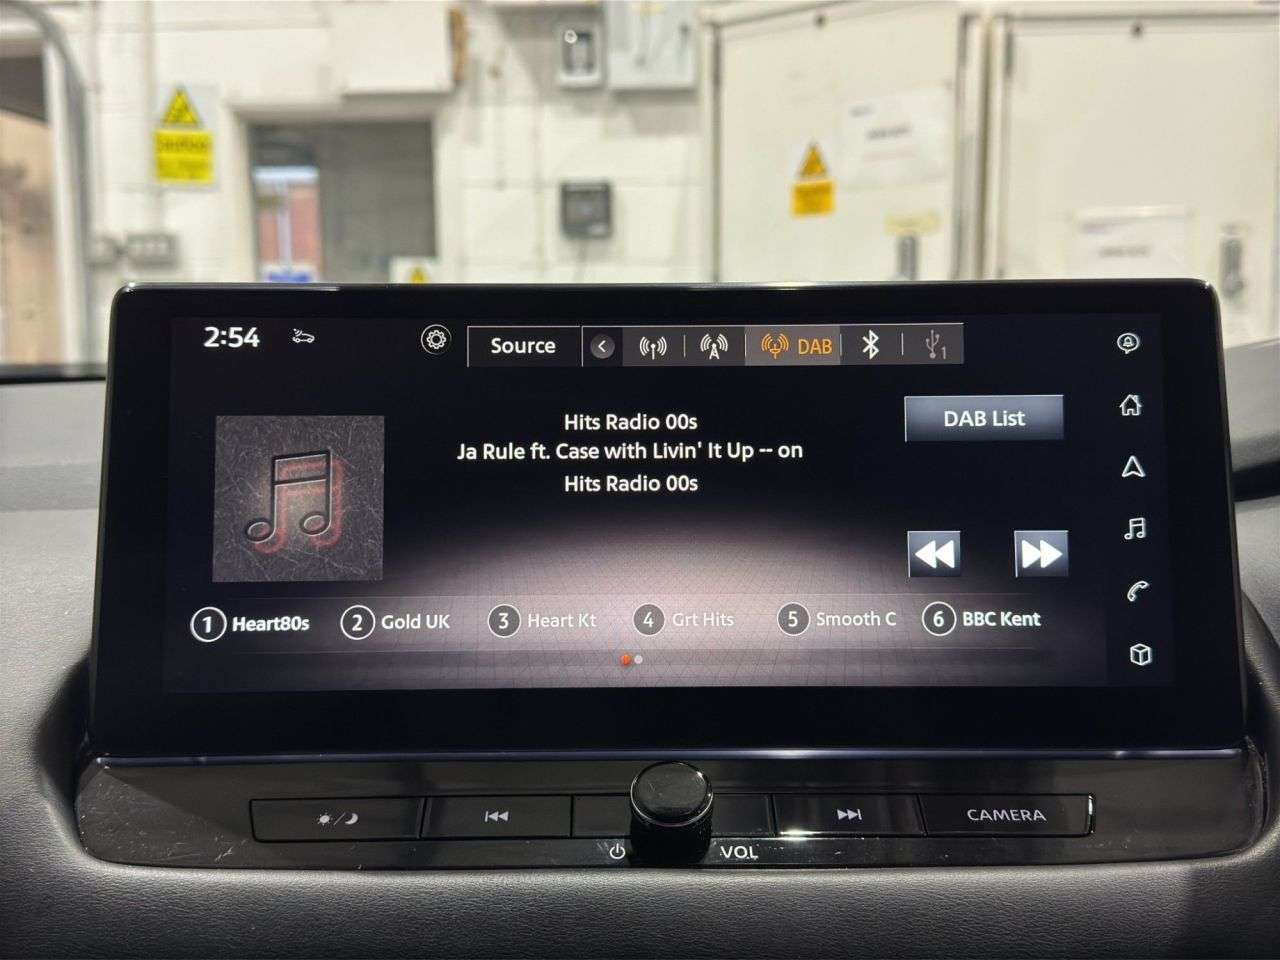 Caution
2:54
Source
DAB
1
Hits Radio 00s
Ja Rule ft. Case with Livin' It Up -- on
Hits Radio 00s
DAB List
1 Heart80s
2 Gold UK
3 Heart Kt
4 Grt Hits
5 Smooth C
6 BBC Kent
CAMERA
VOL